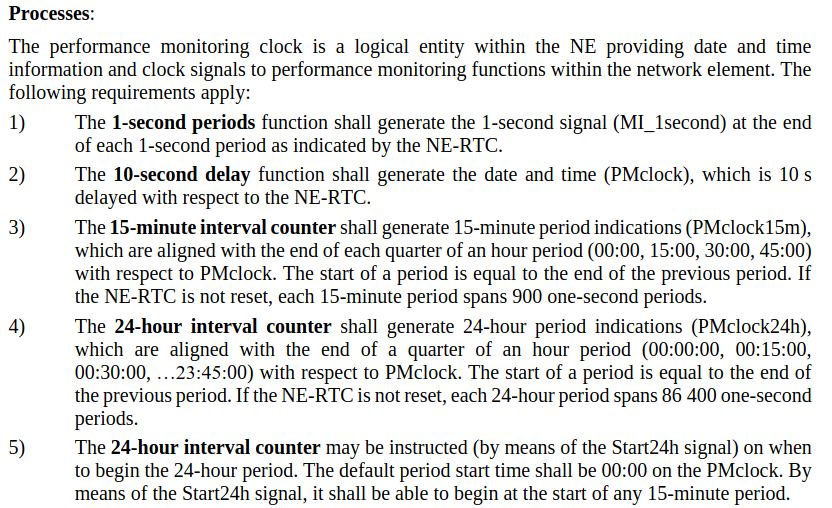 Processes:
The performance monitoring clock is a logical entity within the NE providing date and time
information and clock signals to performance monitoring functions within the network element. The
following requirements apply:
1) The 1-second periods function shall generate the 1-second signal (MI_1second) at the end
of each 1-second period as indicated by the NE-RTC.
2) The 10-second delay function shall generate the date and time (PMclock), which is 10 s
delayed with respect to the NE-RTC.
3) The 15-minute interval counter shall generate 15-minute period indications (PMclock15m),
which are aligned with the end of each quarter of an hour period (00:00, 15:00, 30:00, 45:00)
with respect to PMclock. The start of a period is equal to the end of the previous period. If
the NE-RTC is not reset, each 15-minute period spans 900 one-second periods.
4) The 24-hour interval counter shall generate 24-hour period indications (PMclock24h),
which are aligned with the end of a quarter of an hour period (00:00:00, 00:15:00,
00:30:00, …23:45:00) with respect to PMclock. The start of a period is equal to the end of
the previous period. If the NE-RTC is not reset, each 24-hour period spans 86 400 one-second
periods.
5) The 24-hour interval counter may be instructed (by means of the Start24h signal) on when
to begin the 24-hour period. The default period start time shall be 00:00 on the PMclock. By
means of the Start24h signal, it shall be able to begin at the start of any 15-minute period.